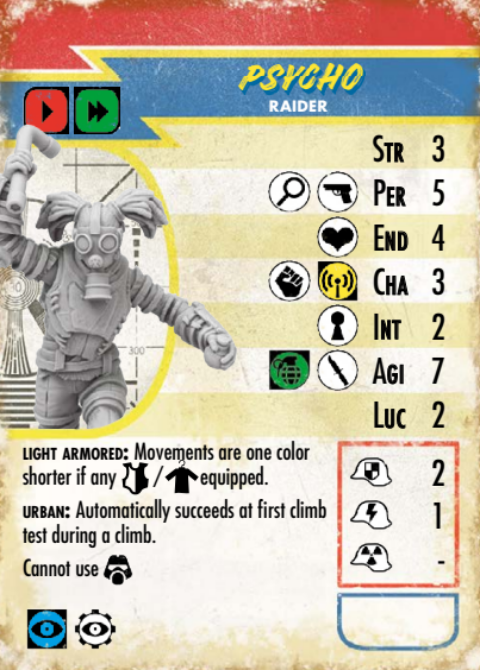 PSYCHO
RAIDER
STR 3
PER 5
END 4
CHA 3
INT 2
AGI 7
LUC 2
300
LIGHT ARMORED: Movements are one color
shorter if any / equipped.
URBAN: Automatically succeeds at first climb
test during a climb.
Cannot use
2
1
-